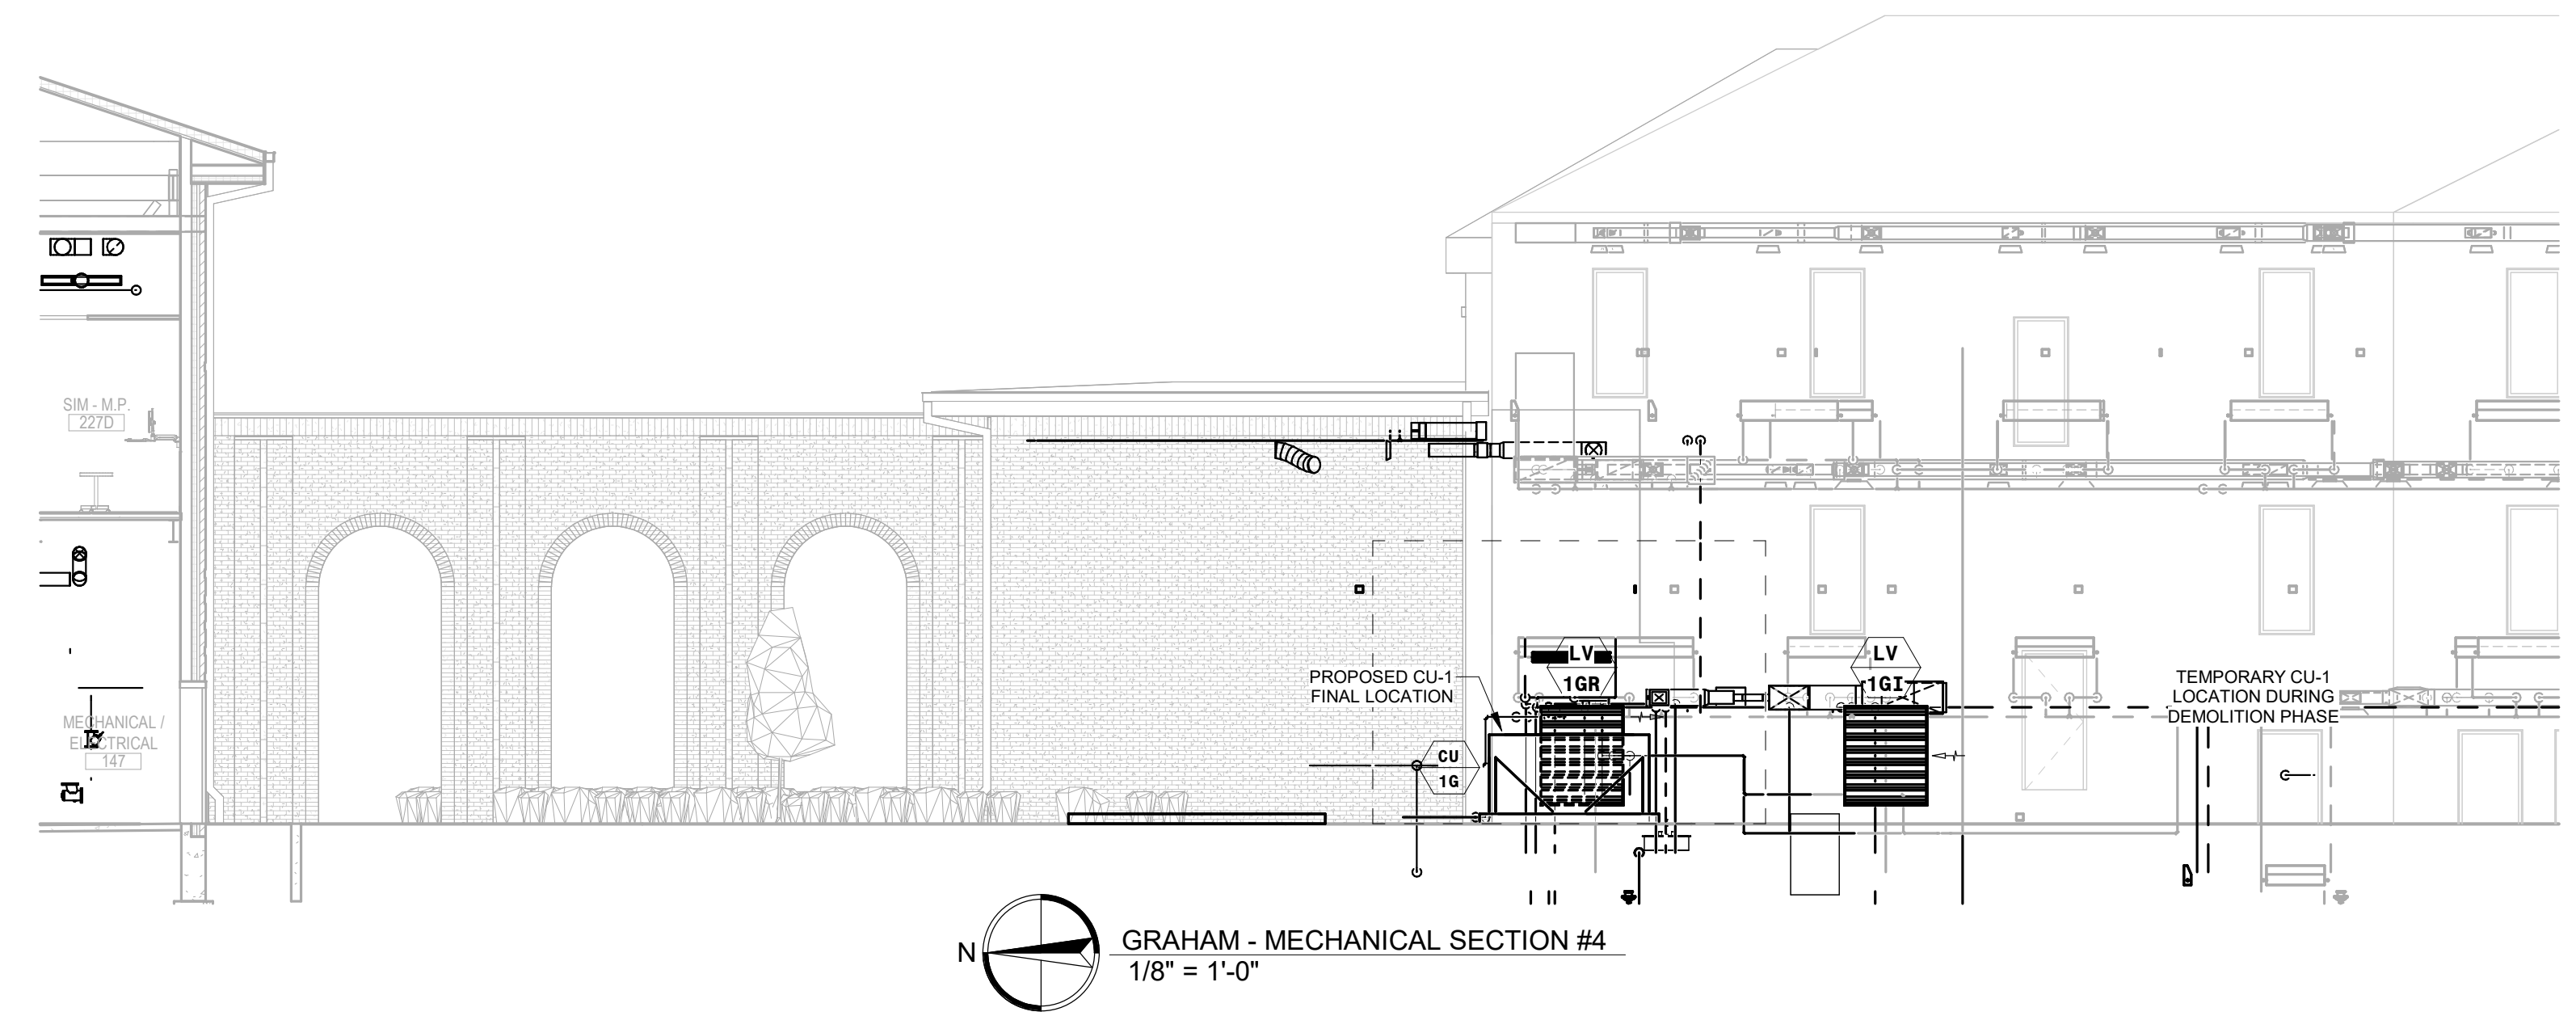 SIM - M.P.
227D
MECHANICAL /
ELECTRICAL
147
PROPOSED CU-1
FINAL LOCATION
LV
1GR
LV
1GI
TEMPORARY CU-1
LOCATION DURING
DEMOLITION PHASE
CU
1G
N
GRAHAM - MECHANICAL SECTION #4
1/8" = 1'-0"